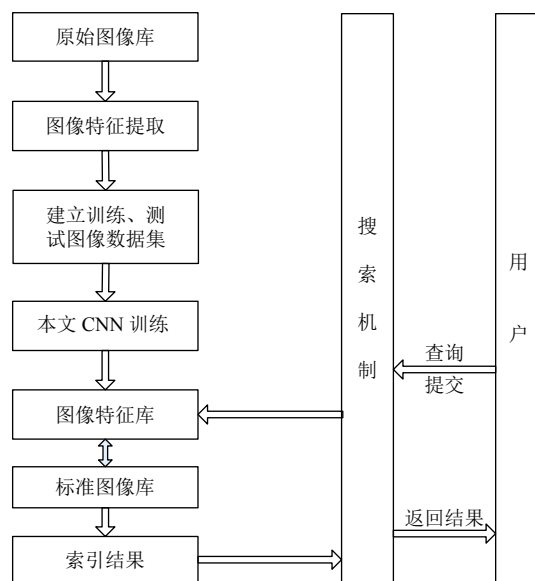 原始图像库
图像特征提取
建立训练、测
试图像数据集
本文 CNN 训练
图像特征库
标准图像库
索引结果
搜
索
机
制
查询
提交
返回结果
用
户